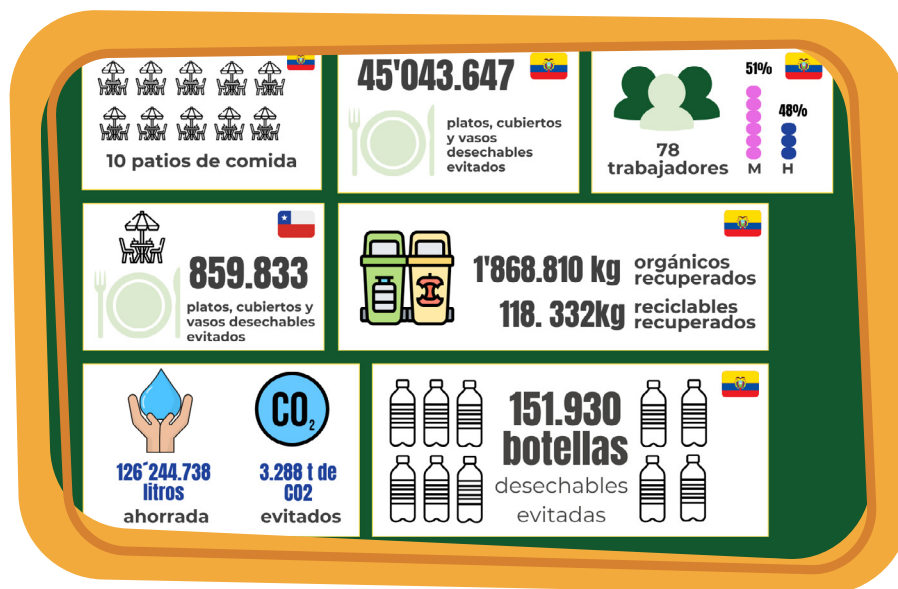 10 patios de comida
45'043.647
platos, cubiertos
y vasos
desechables
evitados
78
trabajadores
51%
48%
M
H
859.833
platos, cubiertos y
vasos desechables
evitados
1'868.810 kg
orgánicos
recuperados
118. 332kg
reciclables
recuperados
126´244.738
litros
ahorrada
CO2
3.288 t de
CO2
evitados
151.930
botellas
desechables
evitadas